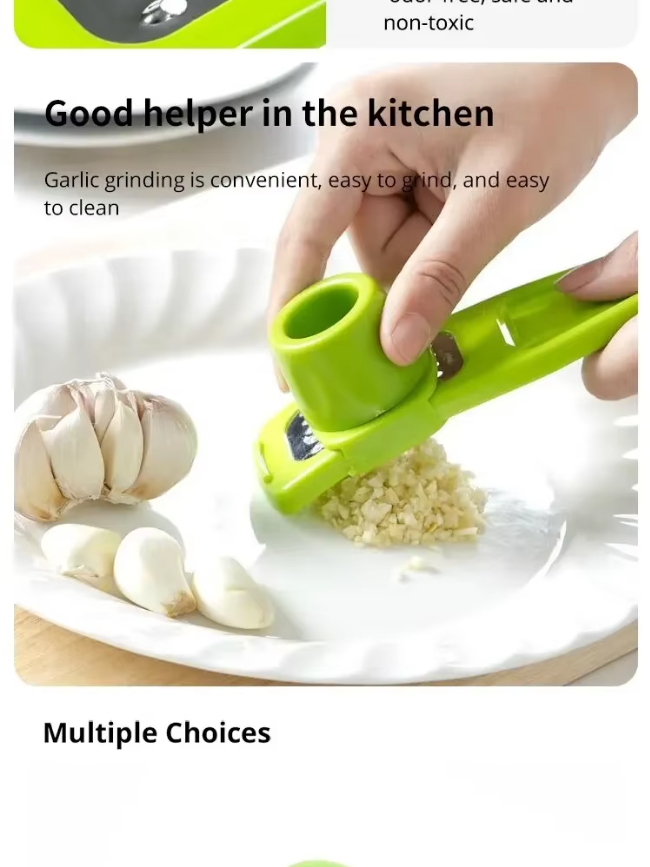 non-toxic
Good helper in the kitchen
Garlic grinding is convenient, easy to grind, and easy
to clean
Multiple Choices